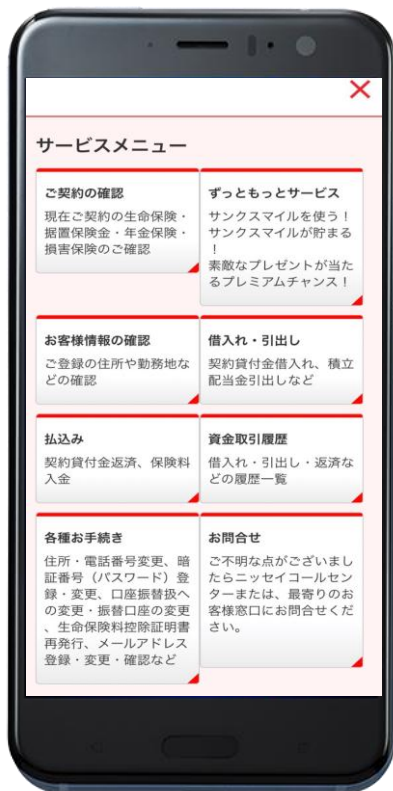 サービスメニュー
ご契約の確認
現在ご契約の生命保険・
据置保険金・年金保険・
損害保険のご確認
ずっともっとサービス
サンクスマイルを使う！
サンクスマイルが貯まる
！
素敵なプレゼントが当た
るプレミアムチャンス！
お客様情報の確認
ご登録の住所や勤務地な
どの確認
借入れ・引出し
契約貸付金借入れ、積立
配当金引出しなど
払込み
契約貸付金返済、保険料
入金
資金取引履歴
借入れ・引出し・返済な
どの履歴一覧
各種お手続き
住所・電話番号変更、暗
証番号（パスワード）登
録・変更、口座振替扱へ
の変更・振替口座の変更
、生命保険料控除証明書
再発行、メールアドレス
登録・変更・確認など
お問合せ
ご不明な点がございまし
たらニッセイコールセン
ターまたは、最寄りのお
客様窓口にお問合せくだ
さい。